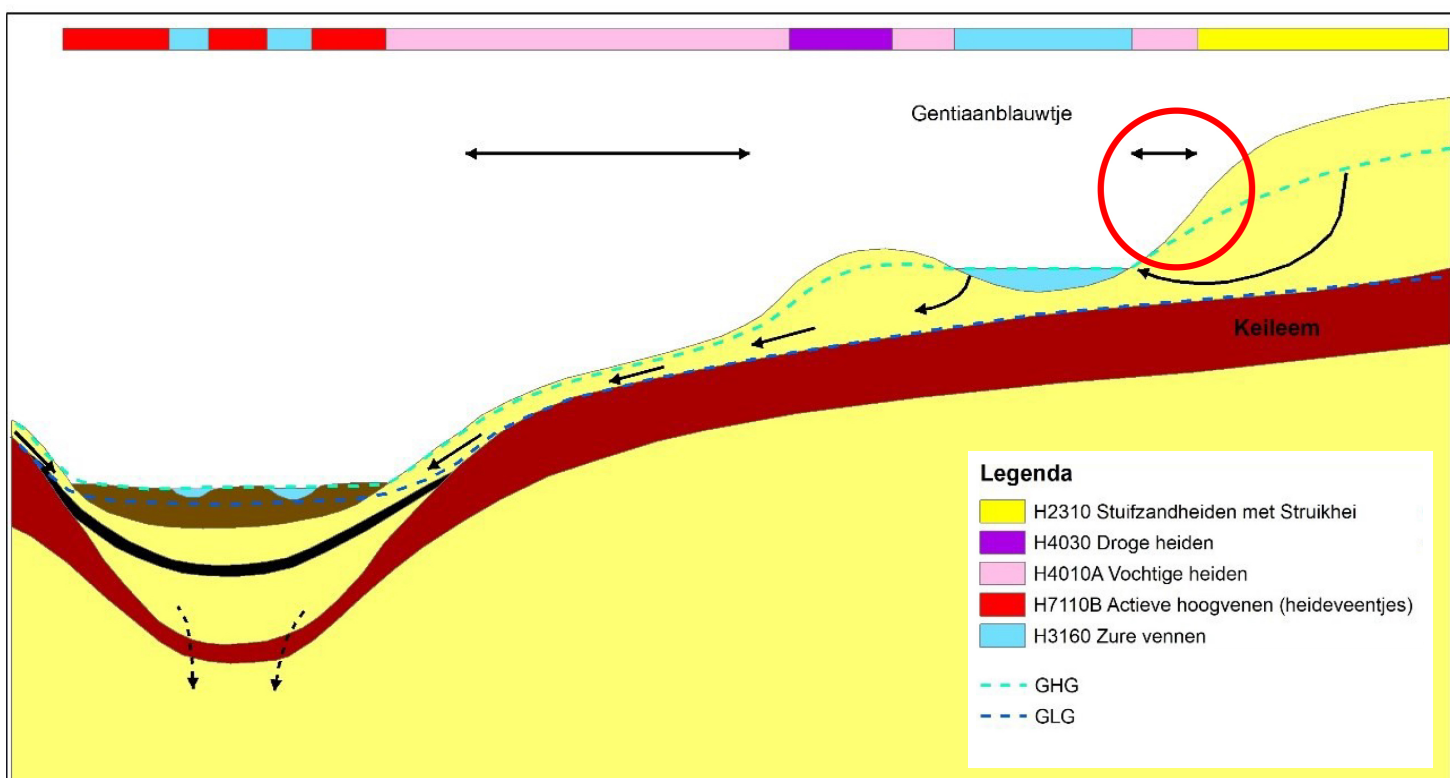 Gentiaanblauwtje
Keileem
Legenda
H2310 Stuifzandheiden met Struikhei
H4030 Droge heiden
H4010A Vochtige heiden
H7110B Actieve hoogvenen (heideveentjes)
H3160 Zure vennen
GHG
GLG